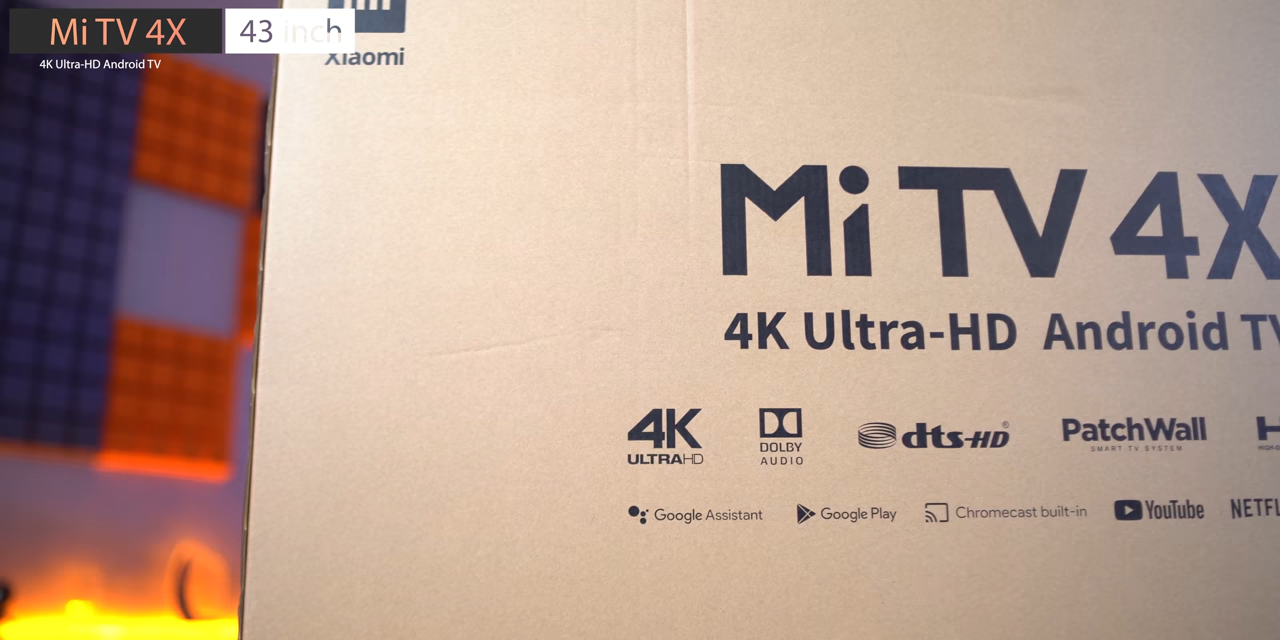 Mi TV 4X 43 inch
4K Ultra-HD Android TV
Xiaomi
Mi TV 4X
4K Ultra-HD Android TV
4K ULTRAHD
DOLBY AUDIO
dts-HD®
PatchWall
SMART TV SYSTEM
H
Google Assistant
Google Play
Chromecast built-in
YouTube
NETFL